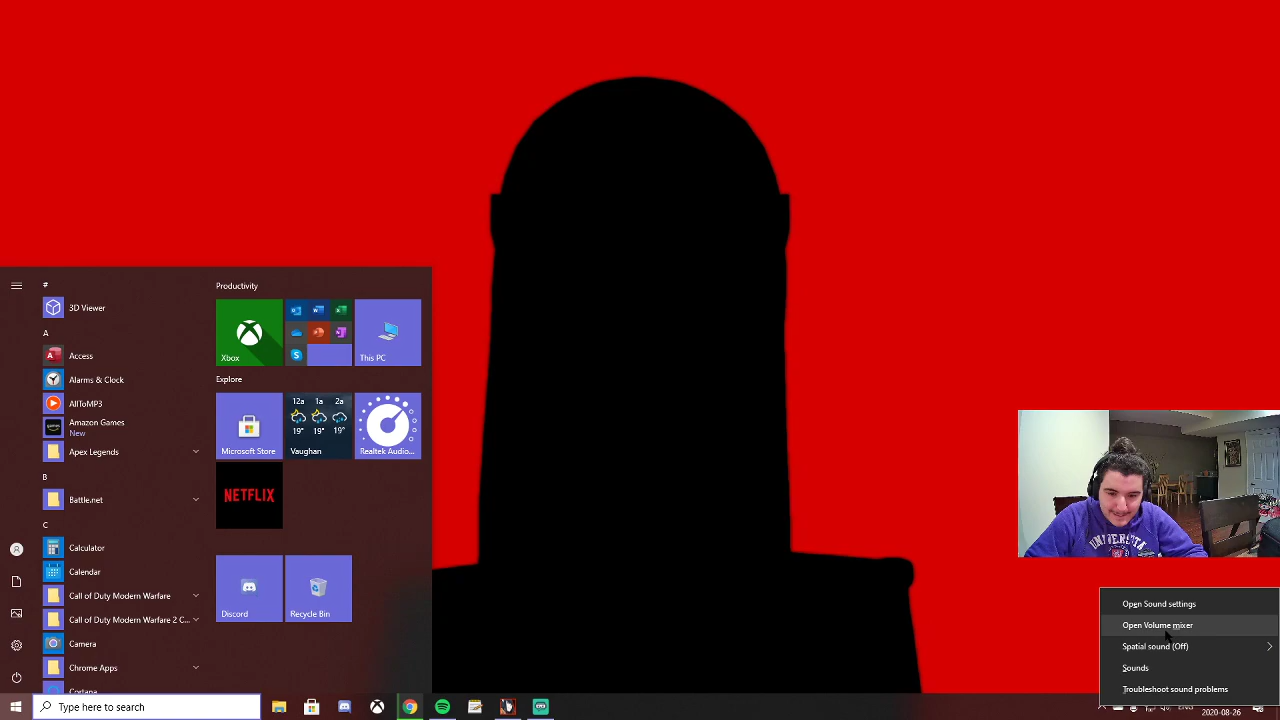 #
3D Viewer
A
Access
Alarms & Clock
AllToMP3
Amazon Games
New
Apex Legends
B
Battle.net
C
Calculator
Calendar
Call of Duty Modern Warfare
Call of Duty Modern Warfare 2 C...
Camera
Chrome Apps
Cortana
Productivity
Xbox
This PC
Explore
Microsoft Store
12a 1a 2a
19° 19° 19°
Vaughan
Realtek Audio...
NETFLIX
Discord
Recycle Bin
Type here to search
Open Sound settings
Open Volume mixer
Spatial sound (Off)
Sounds
Troubleshoot sound problems
ENG
2020-08-26